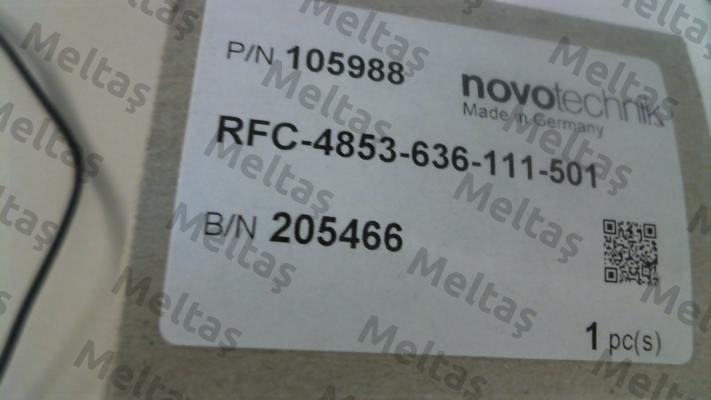 P/N 105988
novotechnik
Made in Germany
RFC-4853-636-111-501
B/N 205466
1 pc(s)
Meltaş